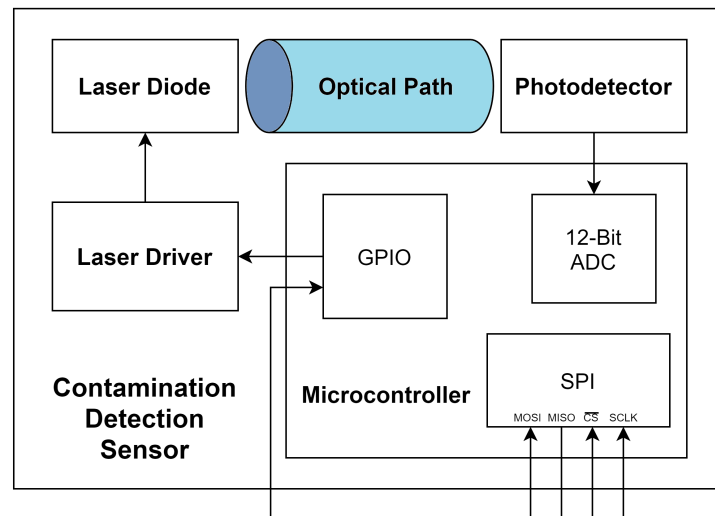 Laser Diode
Optical Path
Photodetector
Laser Driver
GPIO
12-Bit
ADC
Contamination
Detection
Sensor
Microcontroller
SPI
MOSI MISO CS SCLK